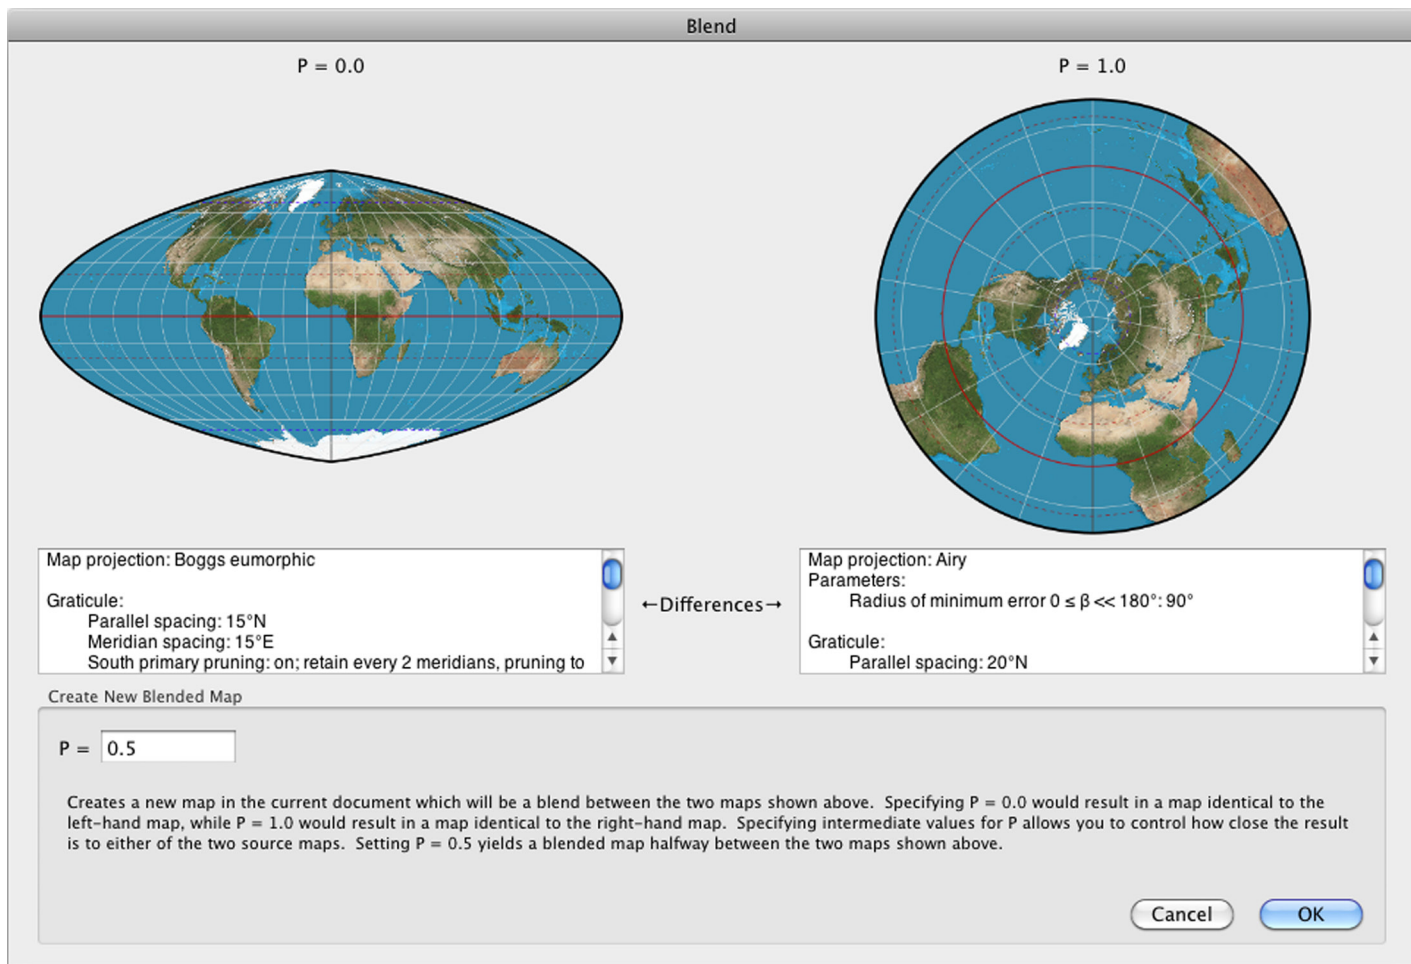 Blend
P = 0.0
P = 1.0
Map projection: Boggs eumorphic
Graticule:
Parallel spacing: 15°N
Meridian spacing: 15°E
South primary pruning: on; retain every 2 meridians, pruning to
←Differences→
Map projection: Airy
Parameters:
Radius of minimum error 0 ≤ β << 180°: 90°
Graticule:
Parallel spacing: 20°N
Create New Blended Map
P = 0.5
Creates a new map in the current document which will be a blend between the two maps shown above.  Specifying P = 0.0 would result in a map identical to the
left-hand map, while P = 1.0 would result in a map identical to the right-hand map.  Specifying intermediate values for P allows you to control how close the result
is to either of the two source maps.  Setting P = 0.5 yields a blended map halfway between the two maps shown above.
Cancel
OK